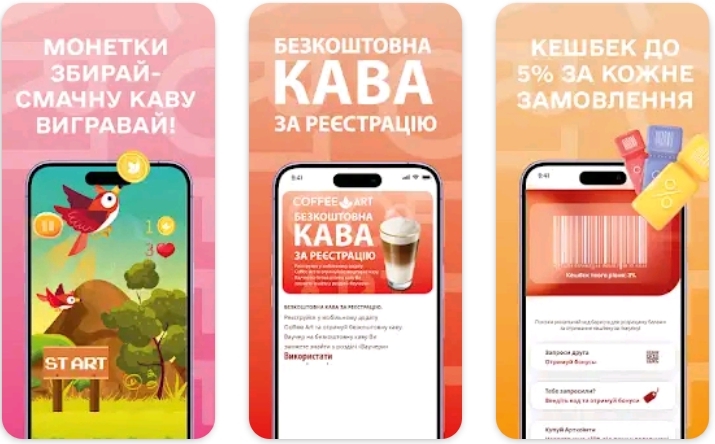 МОНЕТКИ
ЗБИРАЙ-
СМАЧНУ КАВУ
ВИГРАВАЙ!
1
3
START
БЕЗКОШТОВНА
КАВА
ЗА РЕЄСТРАЦІЮ
9:41
COFFEE ART
БЕЗКОШТОВНА
КАВА
ЗА РЕЄСТРАЦІЮ
БЕЗКОШТОВНА КАВА ЗА РЕЄСТРАЦІЮ.
Реєструйся у мобільному додатку
Coffee Art та отримуй безкоштовну каву
Ваучер на безкоштовну каву Ви
зможете знайти в розділі «Ваучери»
Використати
КЕШБЕК ДО
5% ЗА КОЖНЕ
ЗАМОВЛЕННЯ
9:41
Кешбек твого рівня: 3%
Запроси друга
Отримуй бонуси
Тебе запросили?
Введіть код та отримуй бонуси